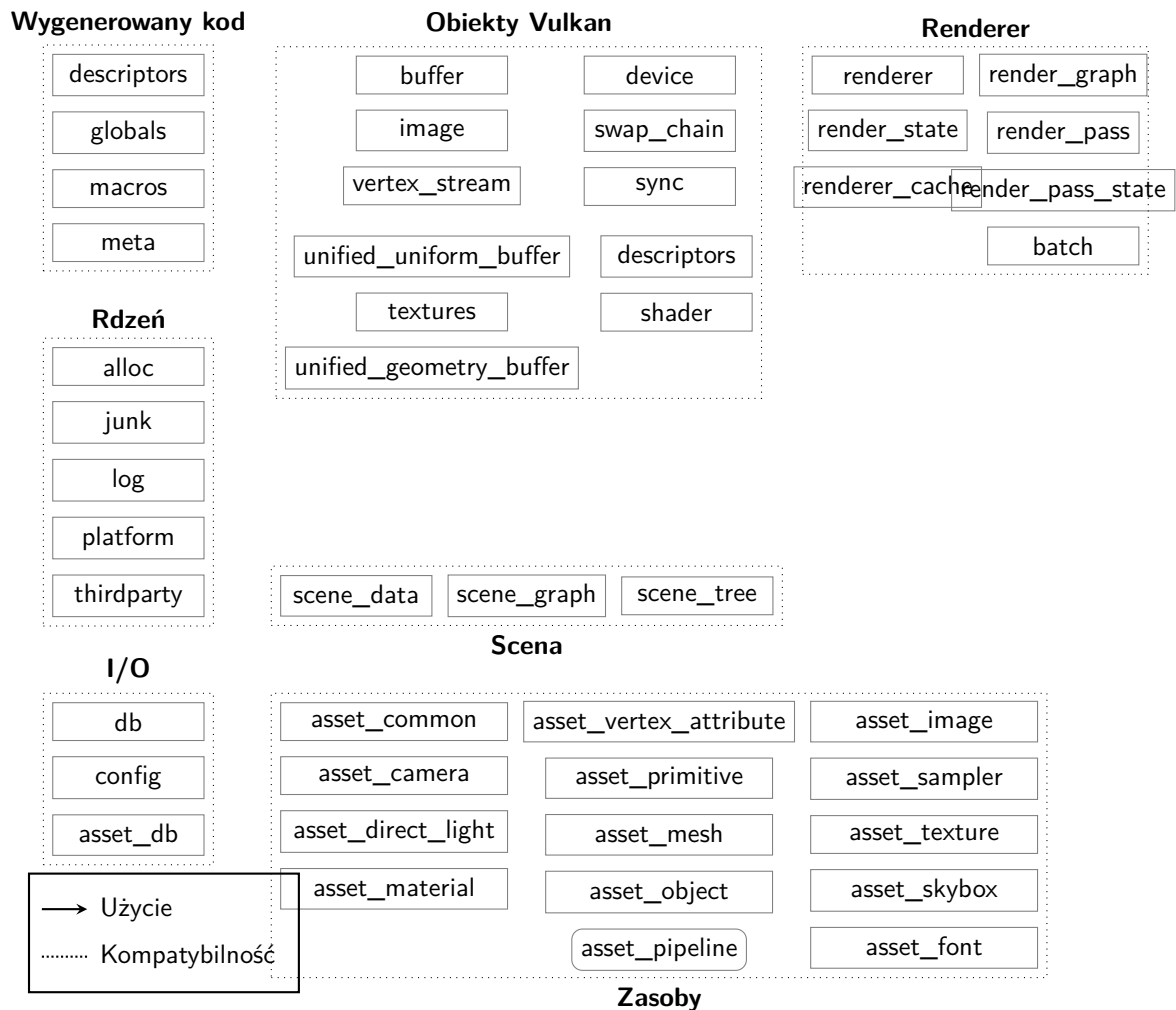 Wygenerowany kod
descriptors
globals
macros
meta
Obiekty Vulkan
buffer
device
image
swap_chain
vertex_stream
sync
unified_uniform_buffer
descriptors
textures
shader
unified_geometry_buffer
Renderer
renderer
render_graph
render_state
render_pass
renderer_cache
render_pass_state
batch
Rdzeń
alloc
junk
log
platform
thirdparty
scene_data
scene_graph
scene_tree
Scena
I/O
db
config
asset_db
asset_common
asset_vertex_attribute
asset_image
asset_camera
asset_primitive
asset_sampler
asset_direct_light
asset_mesh
asset_texture
asset_material
asset_object
asset_skybox
asset_pipeline
asset_font
Zasoby
Użycie
Kompatybilność